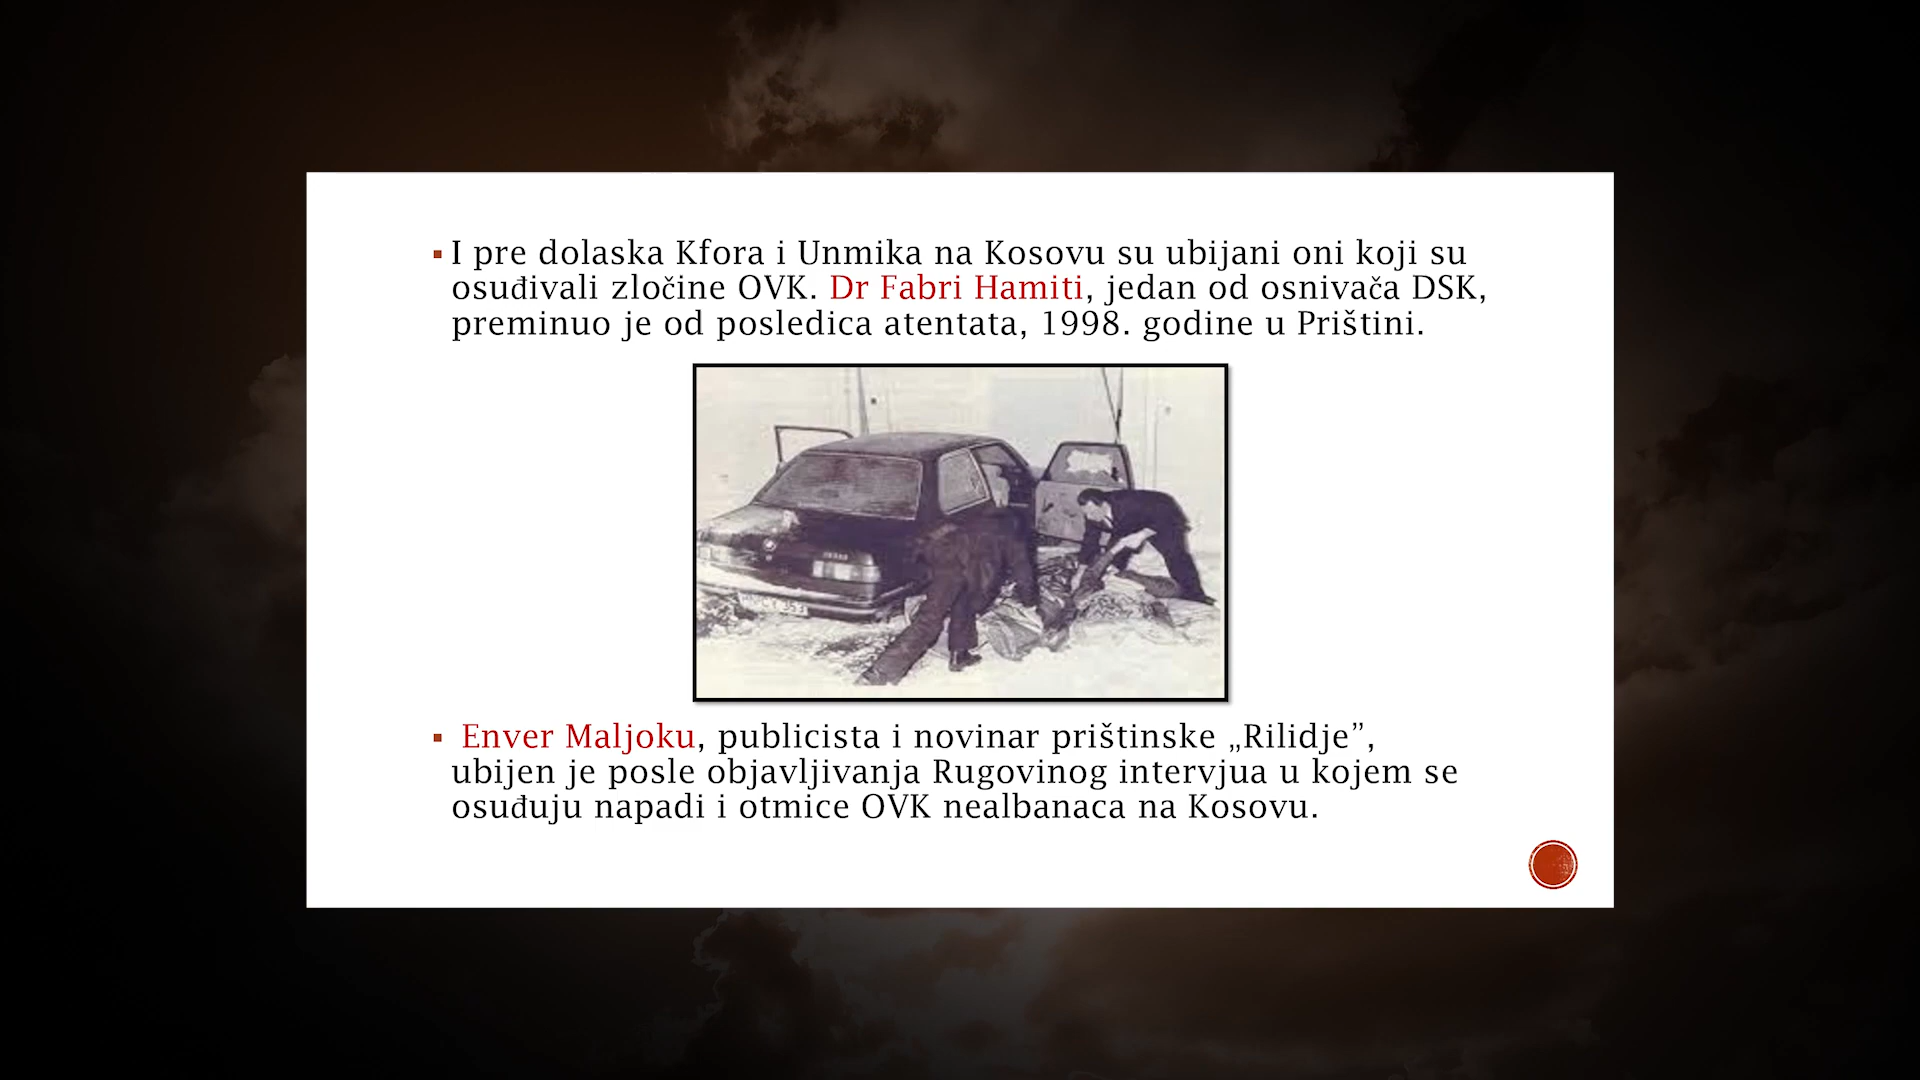 I pre dolaska Kfora i Unmika na Kosovu su ubijani oni koji su
osuđivali zločine OVK. Dr Fabri Hamiti, jedan od osnivača DSK,
preminuo je od posledica atentata, 1998. godine u Prištini.
Enver Maljoku, publicista i novinar prištinske „Rilidje”,
ubijen je posle objavljivanja Rugovinog intervjua u kojem se
osuđuju napadi i otmice OVK nealbanaca na Kosovu.